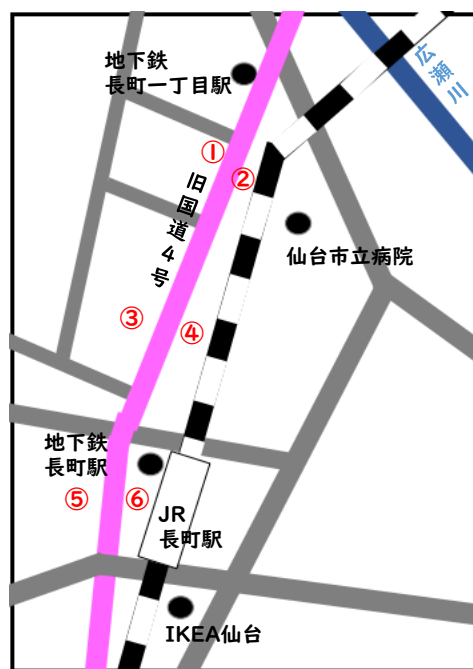 地下鉄
長町一丁目駅
広瀬川
①
②
旧国道4号
仙台市立病院
③
④
地下鉄
長町駅
⑤
⑥
JR
長町駅
IKEA仙台